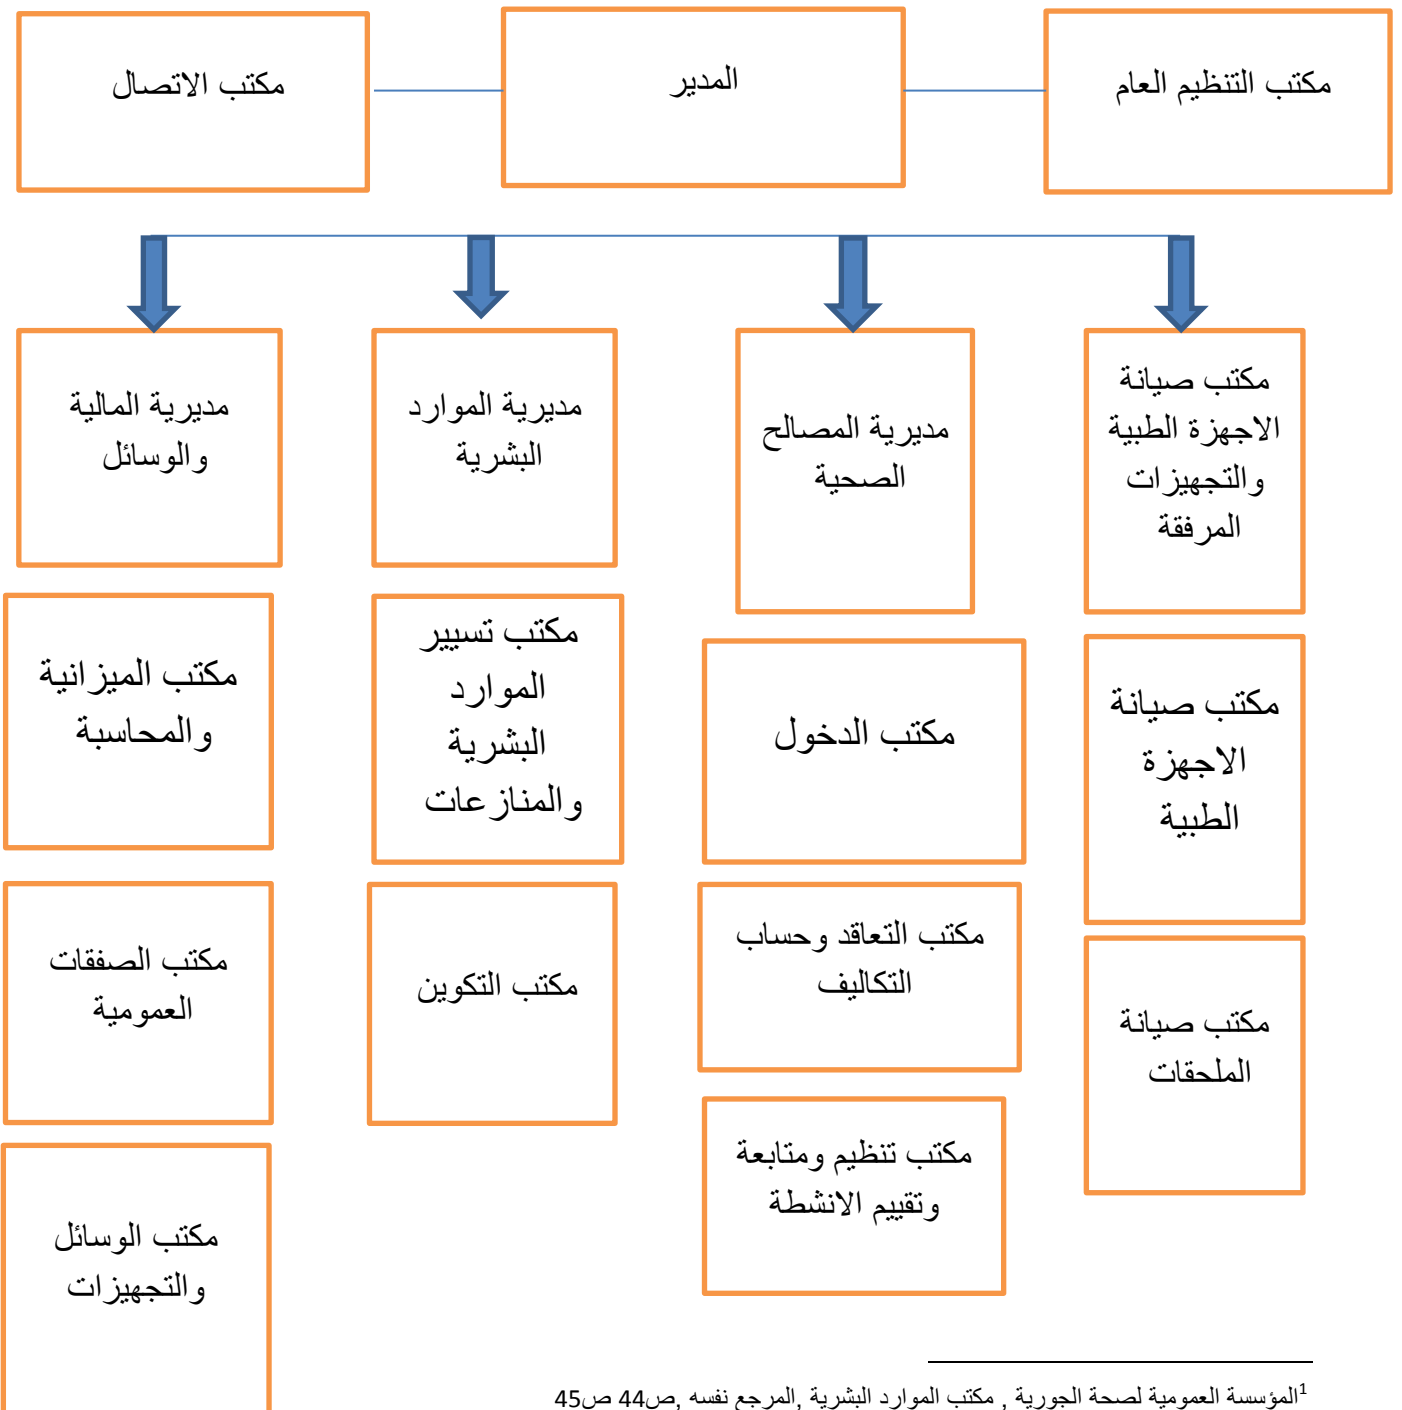 مكتب التنظيم العام
المدير
مكتب الاتصال
مكتب صيانة
الاجهزة الطبية
والتجهيزات
المرفقة
مديرية المصالح
الصحية
مديرية الموارد
البشرية
مديرية المالية
والوسائل
مكتب صيانة
الاجهزة
الطبية
مكتب الدخول
مكتب تسيير
الموارد
البشرية
والمنازعات
مكتب الميزانية
والمحاسبة
مكتب صيانة
الملحقات
مكتب التعاقد وحساب
التكاليف
مكتب التكوين
مكتب الصفقات
العمومية
مكتب تنظيم ومتابعة
وتقييم الانشطة
مكتب الوسائل
والتجهيزات
1المؤسسة العمومية لصحة الجورية , مكتب الموارد البشرية ,المرجع نفسه ,ص44 ص45